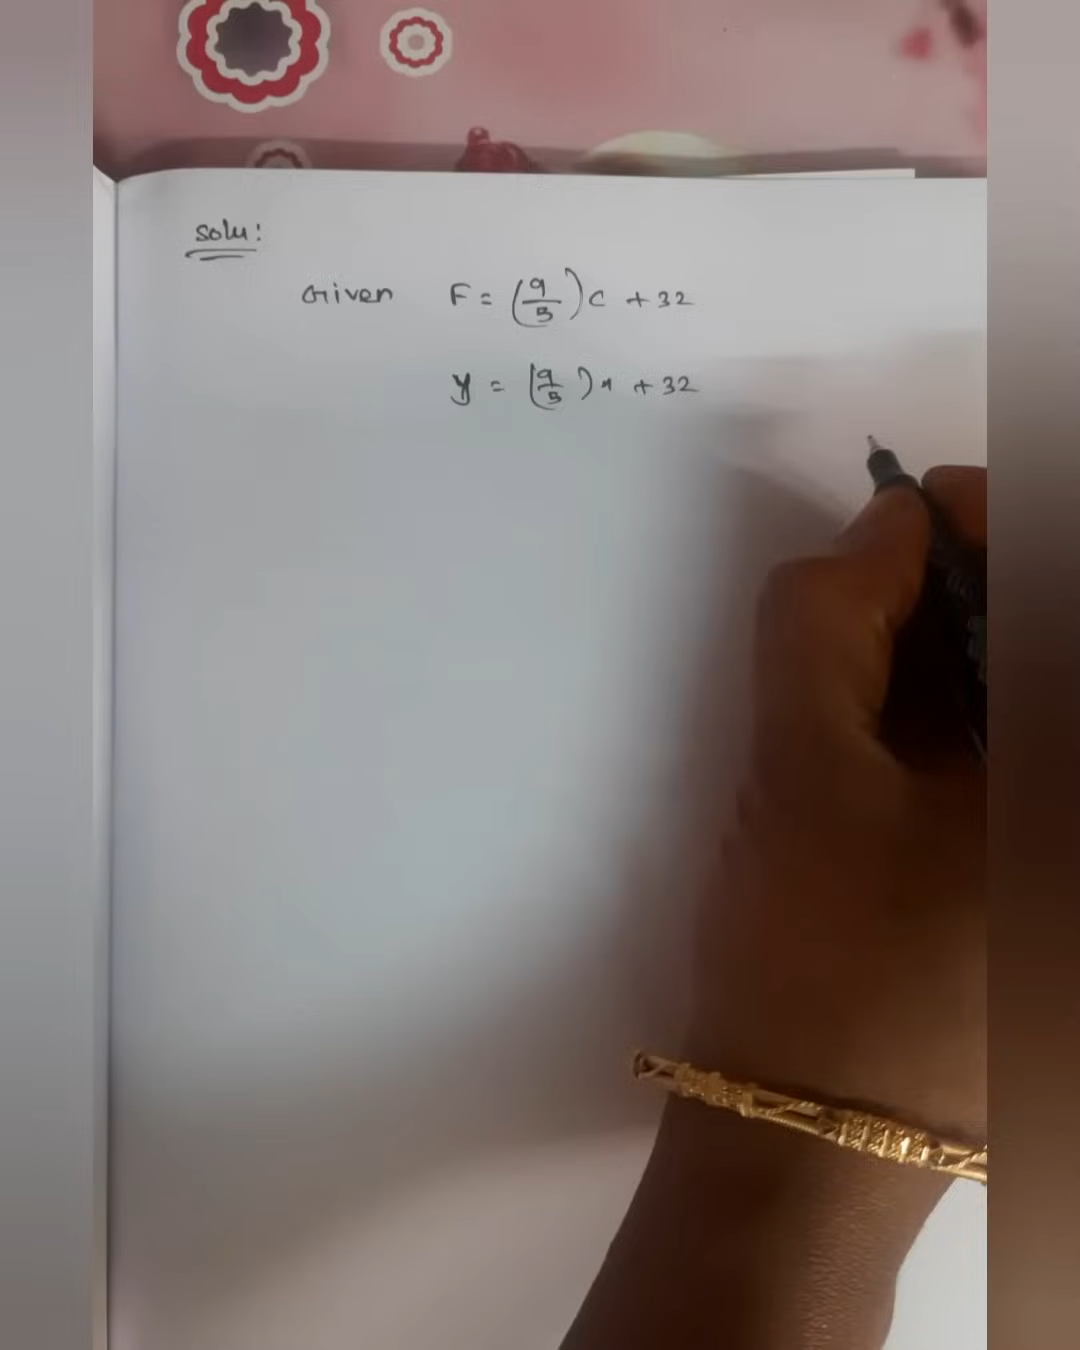 Solu:
Given F = (9/5)C + 32
y = (9/5)x + 32